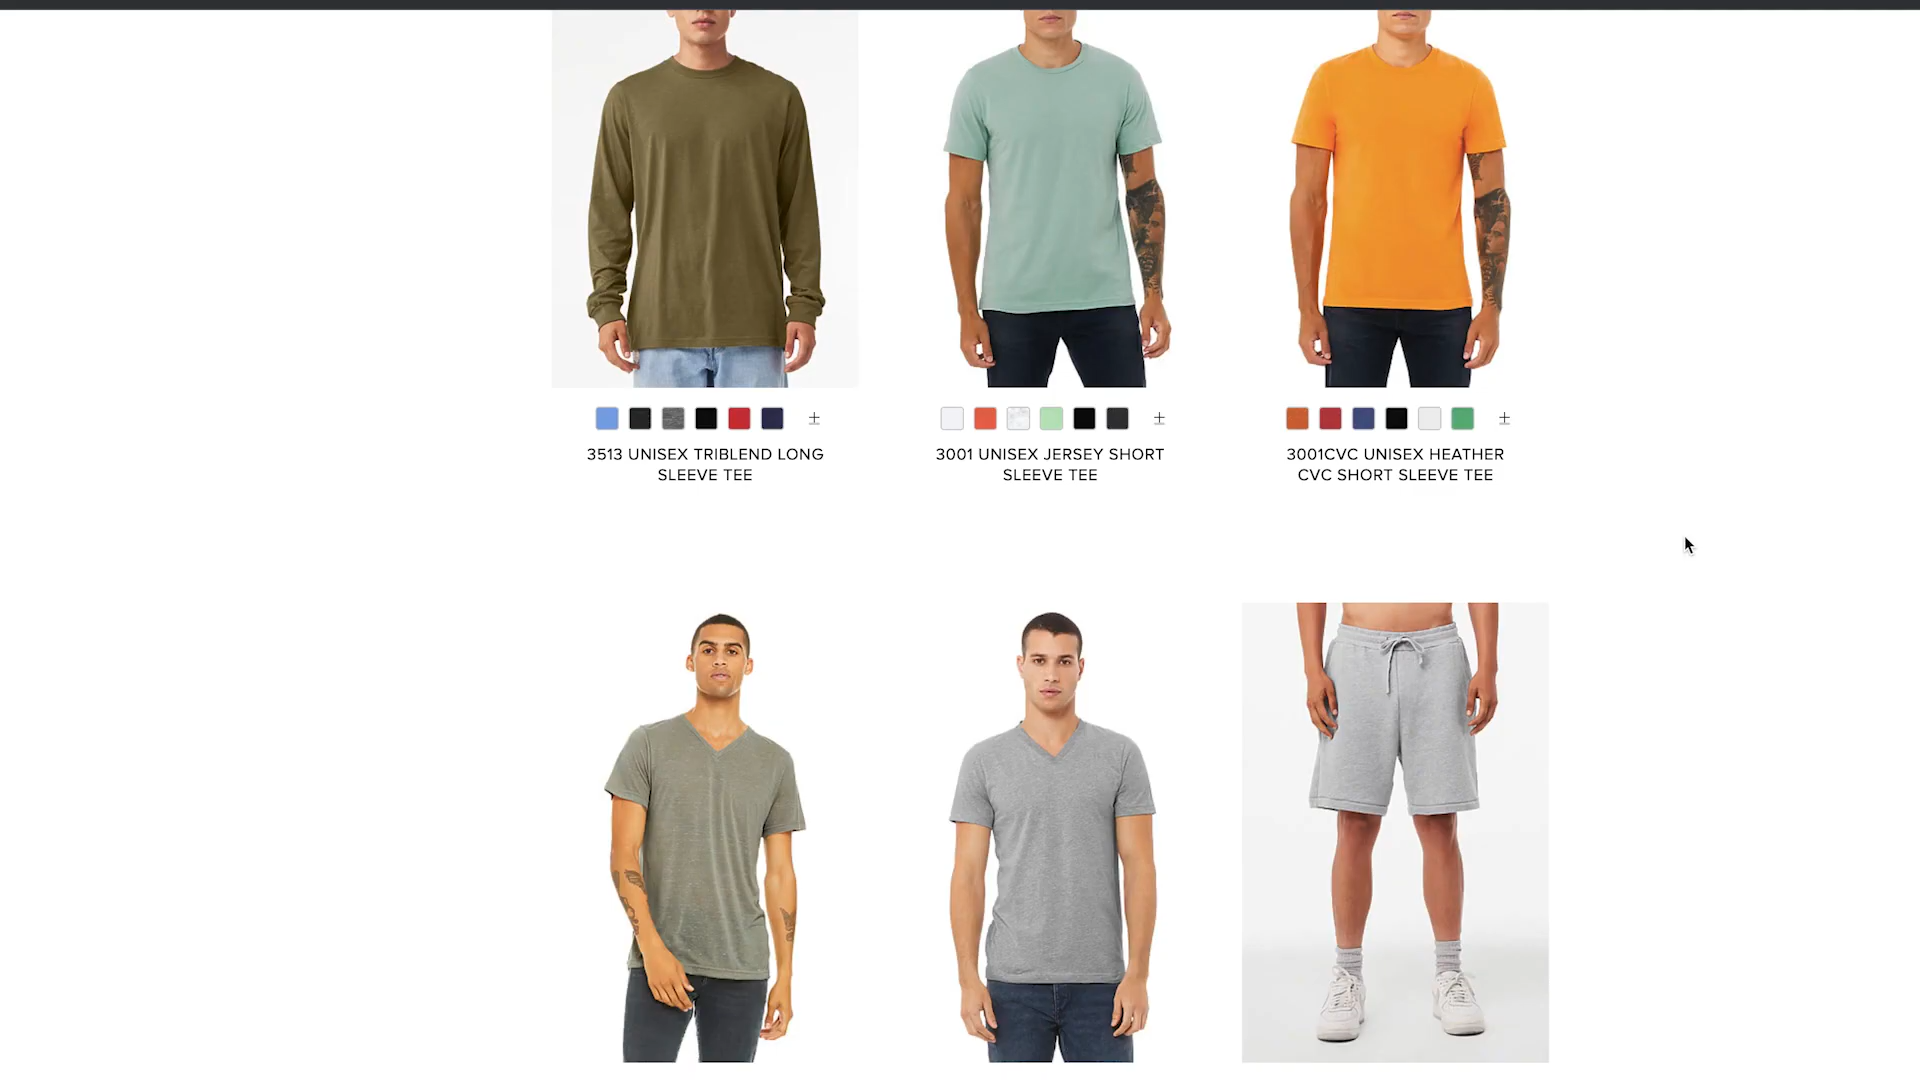 3513 UNISEX TRIBLEND LONG
SLEEVE TEE
3001 UNISEX JERSEY SHORT
SLEEVE TEE
3001CVC UNISEX HEATHER
CVC SHORT SLEEVE TEE